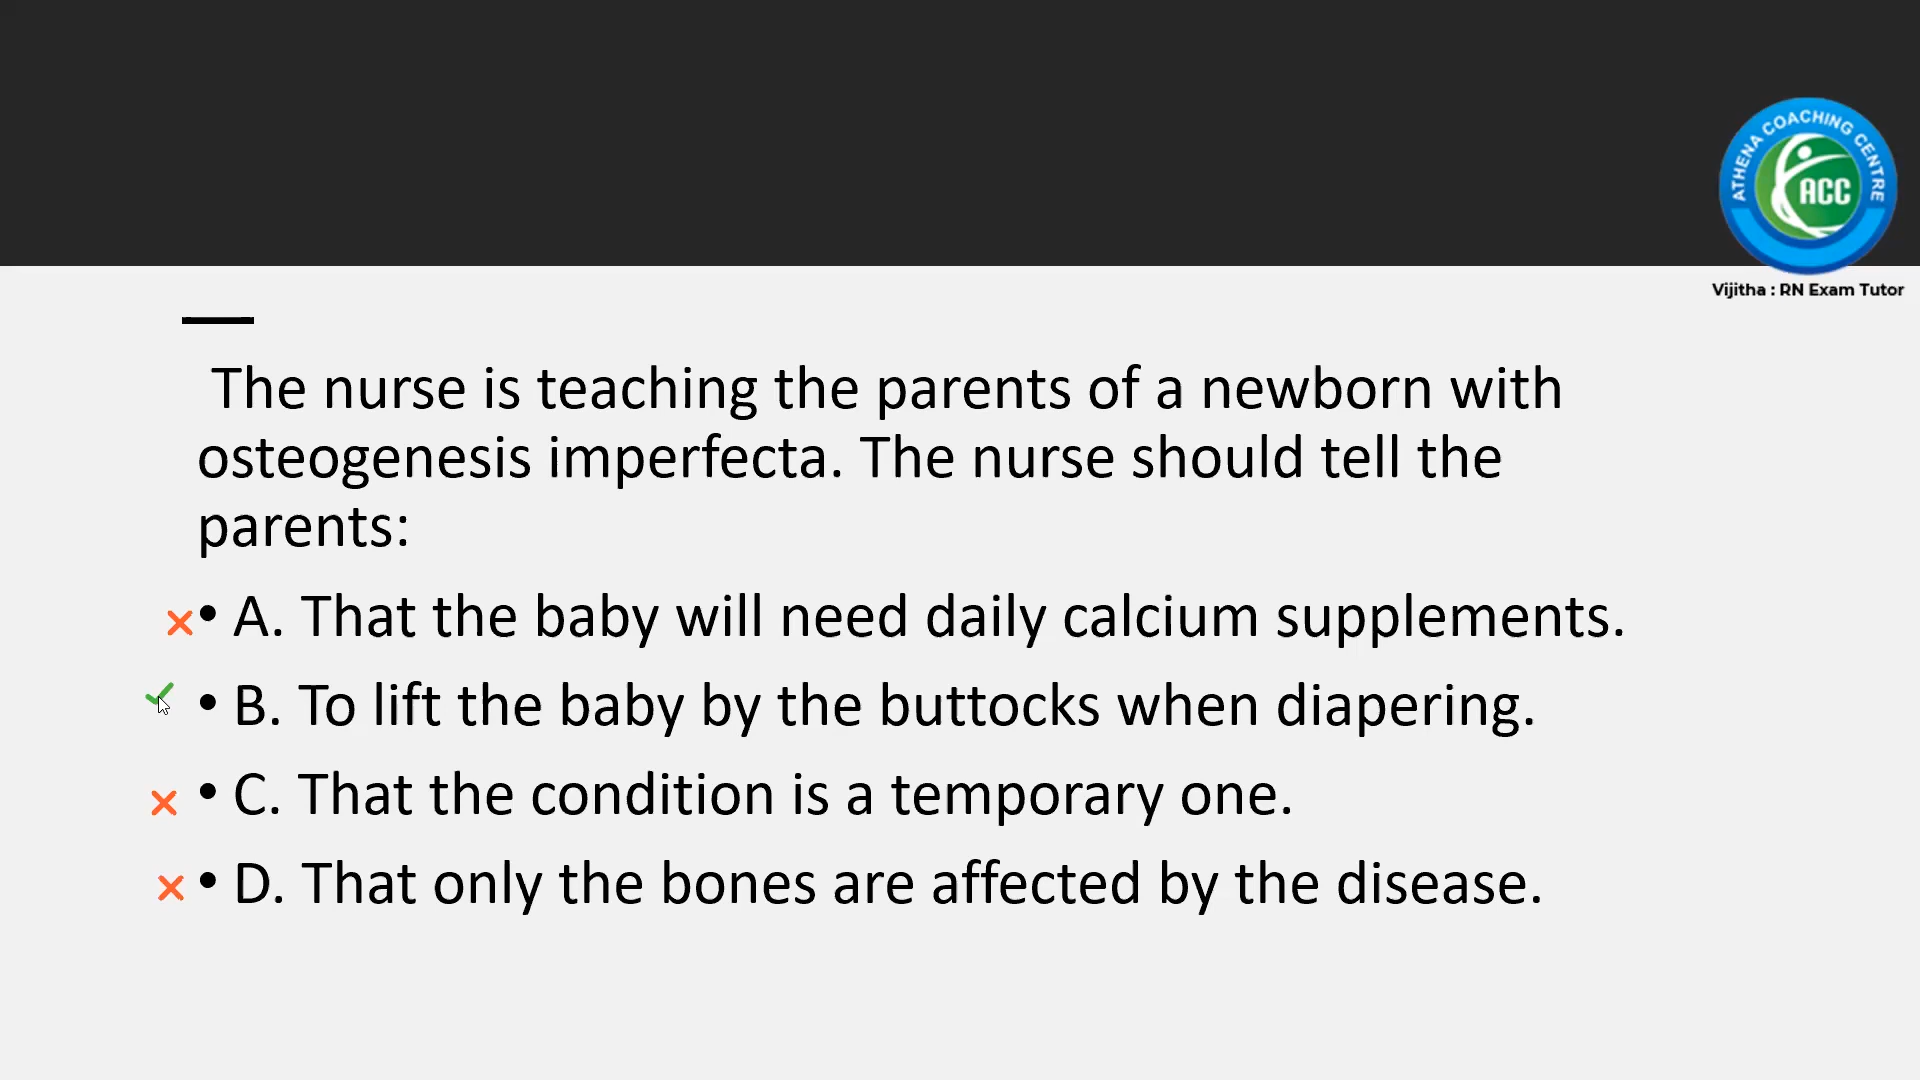 ATHENA COACHING CENTRE
ACC
Vijitha : RN Exam Tutor
The nurse is teaching the parents of a newborn with
osteogenesis imperfecta. The nurse should tell the
parents:
• A. That the baby will need daily calcium supplements.
• B. To lift the baby by the buttocks when diapering.
• C. That the condition is a temporary one.
• D. That only the bones are affected by the disease.